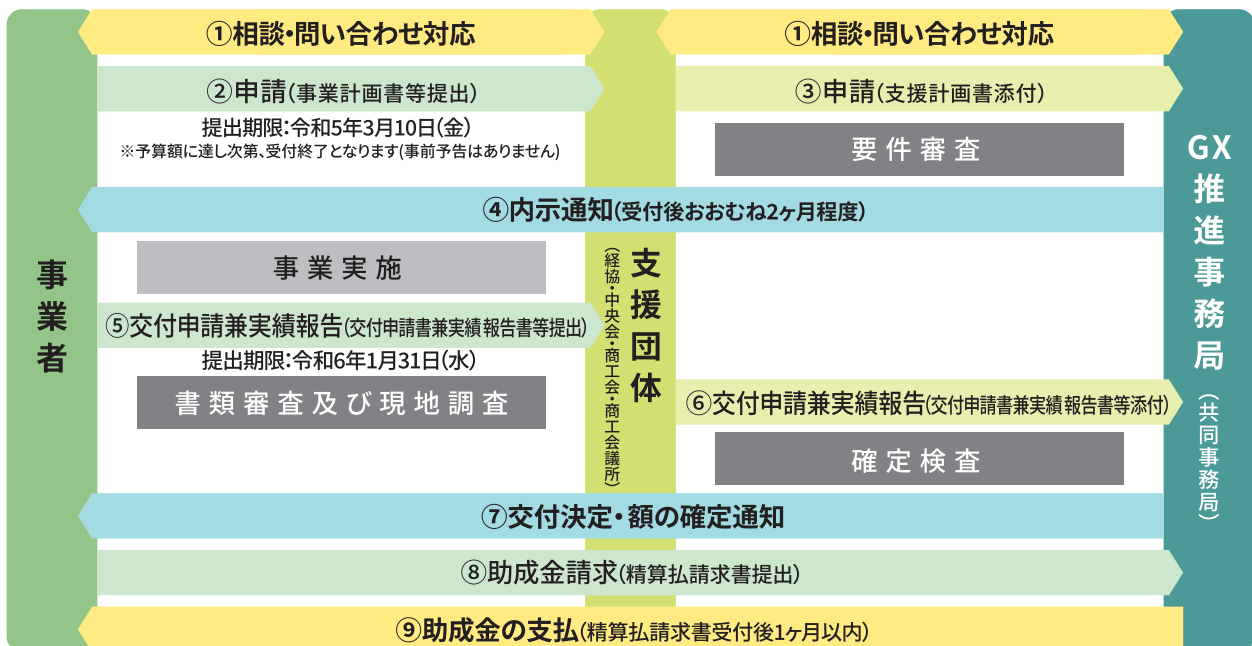 ①相談・問い合わせ対応
①相談・問い合わせ対応
②申請(事業計画書等提出)
③申請(支援計画書添付)
提出期限:令和5年3月10日(金)
※予算額に達し次第、受付終了となります(事前予告はありません)
要件審査
④内示通知(受付後おおむね2ヶ月程度)
事業者
事業実施
支援団体
(経協・中央会・商工会・商工会議所)
GX推進事務局
(共同事務局)
⑤交付申請兼実績報告(交付申請書兼実績報告書等提出)
提出期限:令和6年1月31日(水)
書類審査及び現地調査
⑥交付申請兼実績報告(交付申請書兼実績報告書等添付)
確定検査
⑦交付決定・額の確定通知
⑧助成金請求(精算払請求書提出)
⑨助成金の支払(精算払請求書受付後1ヶ月以内)